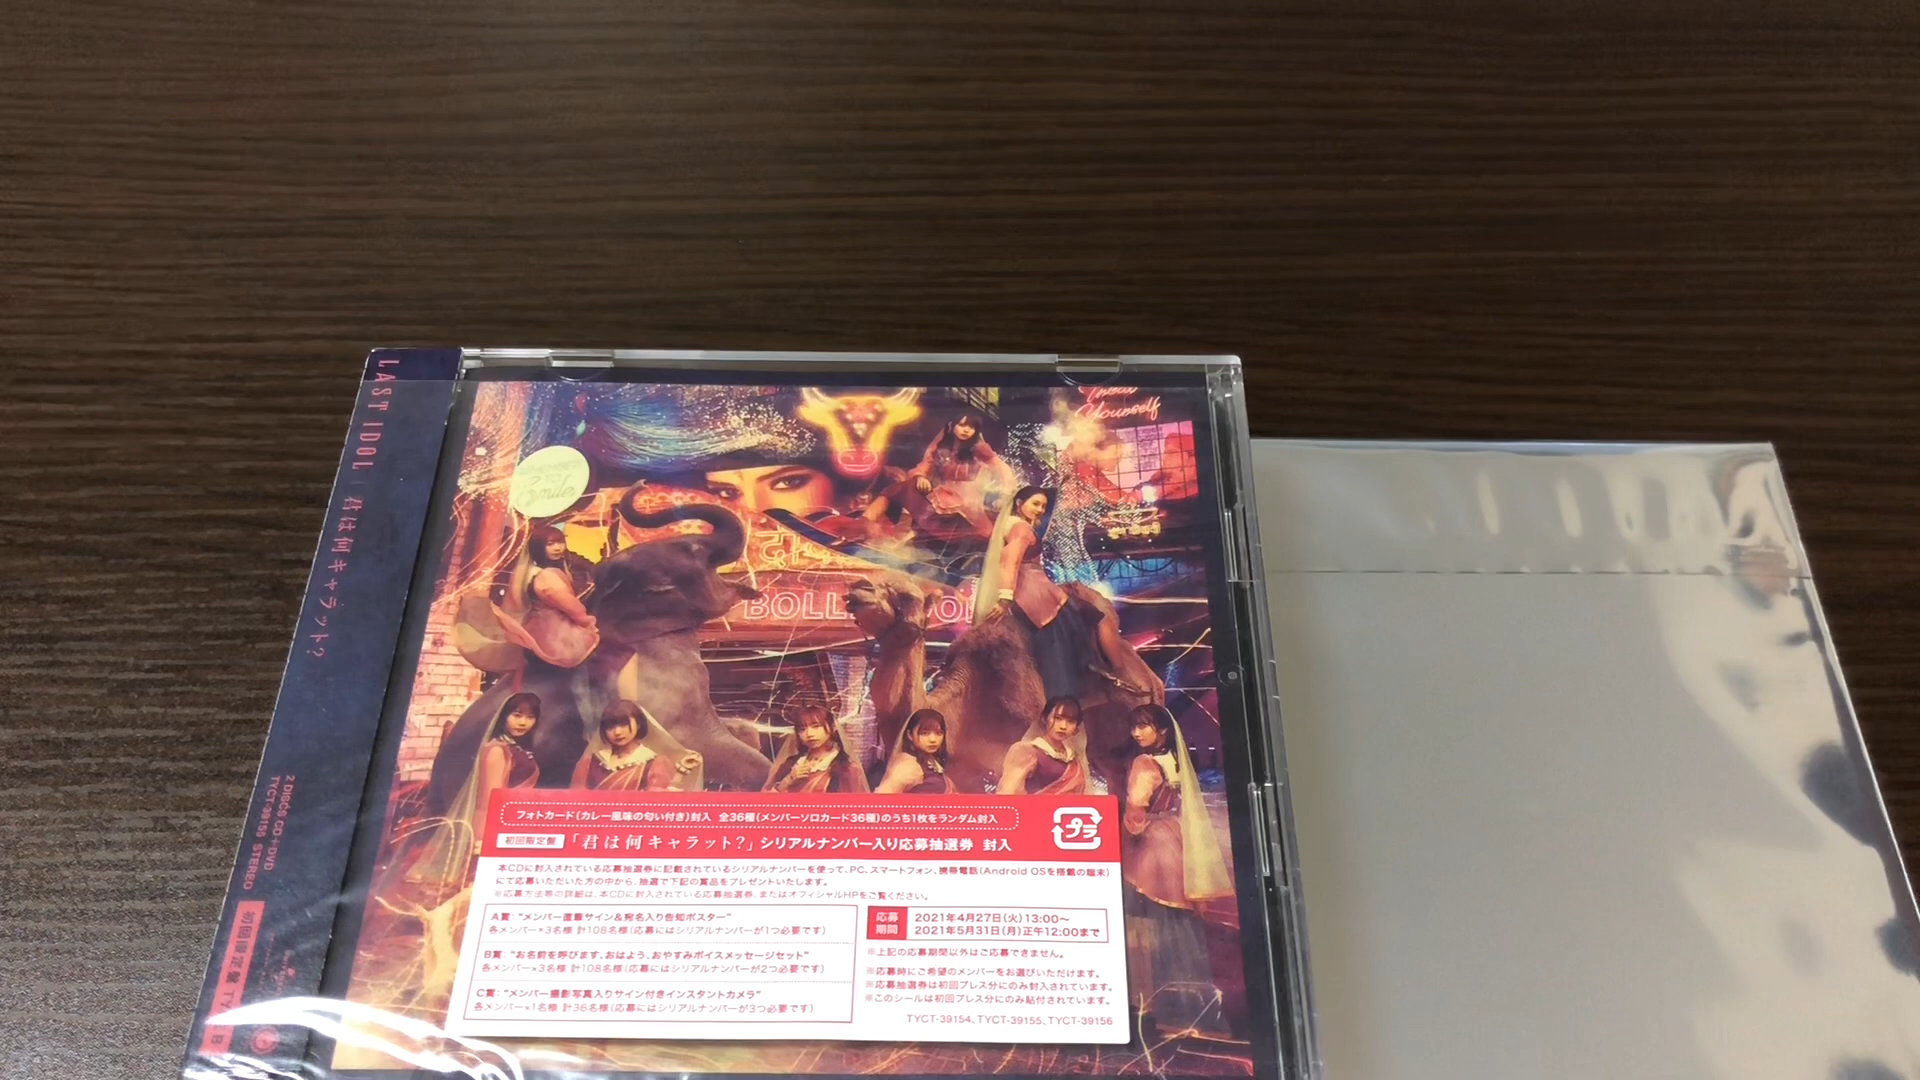 LAST IDOL | 君は何キャラット?
2 DISCS CD+DVD
TYCT-39155 STEREO
初回限定盤
Yourself
BOLL
フォトカード(カレー風味の匂い付き)封入 全36種(メンバーソロカード36種)のうち1枚をランダム封入
初回限定盤 「君は何キャラット?」シリアルナンバー入り応募抽選券 封入
プラ
本CDに封入されている応募抽選券に記載されているシリアルナンバーを使って、PC、スマートフォン、携帯電話(Android OSを搭載の端末)
にて応募いただいた方の中から、抽選で下記の賞品をプレゼントいたします。
※応募方法等の詳細は、本CDに封入されている応募抽選券、またはオフィシャルHPをご覧ください。
A賞:“メンバー直筆サイン&宛名入り告知ポスター”
各メンバー×3名様 計108名様(応募にはシリアルナンバーが1つ必要です)
B賞:“お名前を呼びます、おはよう、おやすみボイスメッセージセット”
各メンバー×3名様 計108名様(応募にはシリアルナンバーが2つ必要です)
C賞:“メンバー撮影写真入りサイン付きインスタントカメラ”
各メンバー×1名様 計36名様(応募にはシリアルナンバーが3つ必要です)
応募期間
2021年4月27日(火)13:00～
2021年5月31日(月)正午12:00まで
※上記の応募期間以外はご応募できません。
※応募時にご希望のメンバーをお選びいただけます。
※応募抽選券は初回プレス分にのみ封入されています。
※このシールは初回プレス分にのみ貼付されています。
TYCT-39154、TYCT-39155、TYCT-39156